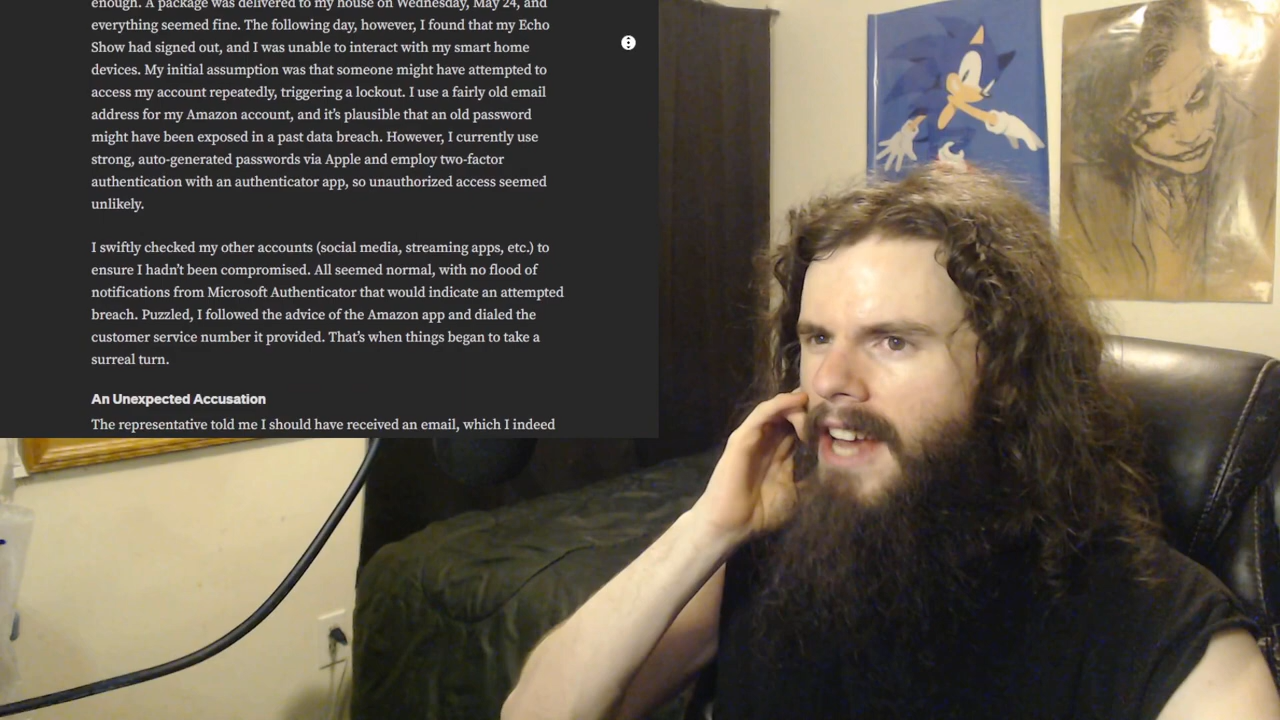 enough. A package was delivered to my house on Wednesday, May 24, and
everything seemed fine. The following day, however, I found that my Echo
Show had signed out, and I was unable to interact with my smart home
devices. My initial assumption was that someone might have attempted to
access my account repeatedly, triggering a lockout. I use a fairly old email
address for my Amazon account, and it's plausible that an old password
might have been exposed in a past data breach. However, I currently use
strong, auto-generated passwords via Apple and employ two-factor
authentication with an authenticator app, so unauthorized access seemed
unlikely.
I swiftly checked my other accounts (social media, streaming apps, etc.) to
ensure I hadn’t been compromised. All seemed normal, with no flood of
notifications from Microsoft Authenticator that would indicate an attempted
breach. Puzzled, I followed the advice of the Amazon app and dialed the
customer service number it provided. That’s when things began to take a
surreal turn.
An Unexpected Accusation
The representative told me I should have received an email, which I indeed